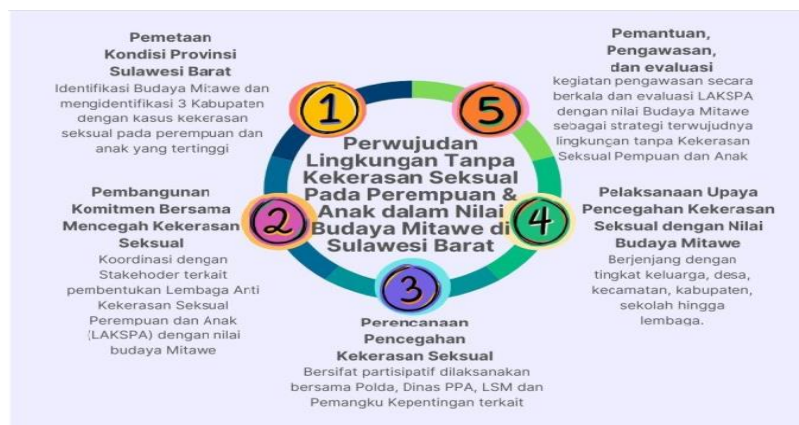 Pemetaan
Kondisi Provinsi
Sulawesi Barat
Identifikasi Budaya Mitawe dan
mengidentifikasi 3 Kabupaten
dengan kasus kekerasan
seksual pada perempuan dan
anak yang tertinggi
1
Pembangunan
Komitmen Bersama
Mencegah Kekerasan
Seksual
Koordinasi dengan
Stakehoder terkait
pembentukan Lembaga Anti
Kekerasan Seksual
Perempuan dan Anak
(LAKSPA) dengan nilai
budaya Mitawe
2
Perwujudan
Lingkungan Tanpa
Kekerasan Seksual
Pada Perempuan &
Anak dalam Nilai
Budaya Mitawe di
Sulawesi Barat
3
Perencanaan
Pencegahan
Kekerasan Seksual
Bersifat partisipatif dilaksanakan
bersama Polda, Dinas PPA, LSM dan
Pemangku Kepentingan terkait
4
Pelaksanaan Upaya
Pencegahan Kekerasan
Seksual dengan Nilai
Budaya Mitawe
Berjenjang dengan
tingkat keluarga, desa,
kecamatan, kabupaten,
sekolah hingga
lembaga.
5
Pemantuan,
Pengawasan,
dan evaluasi
kegiatan pengawasan secara
berkala dan evaluasi LAKSPA
dengan nilai Budaya Mitawe
sebagai strategi terwujudnya
lingkungan tanpa Kekerasan
Seksual Pempuan dan Anak